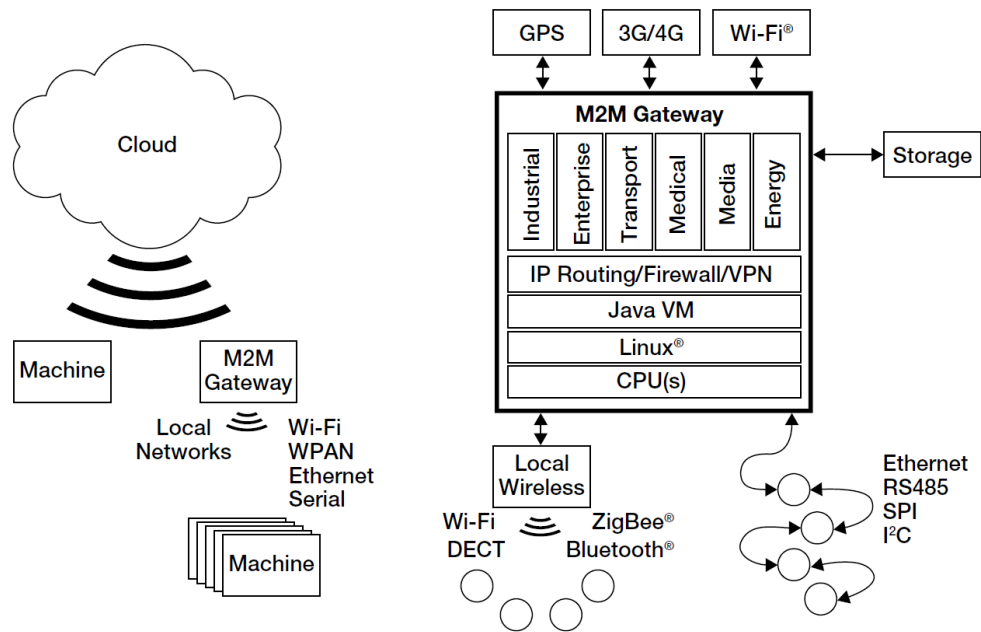 Cloud
Machine
M2M
Gateway
Local
Networks
Wi-Fi
WPAN
Ethernet
Serial
Machine
GPS
3G/4G
Wi-Fi®
M2M Gateway
Industrial
Enterprise
Transport
Medical
Media
Energy
IP Routing/Firewall/VPN
Java VM
Linux®
CPU(s)
Storage
Local
Wireless
Wi-Fi
DECT
ZigBee®
Bluetooth®
Ethernet
RS485
SPI
I²C